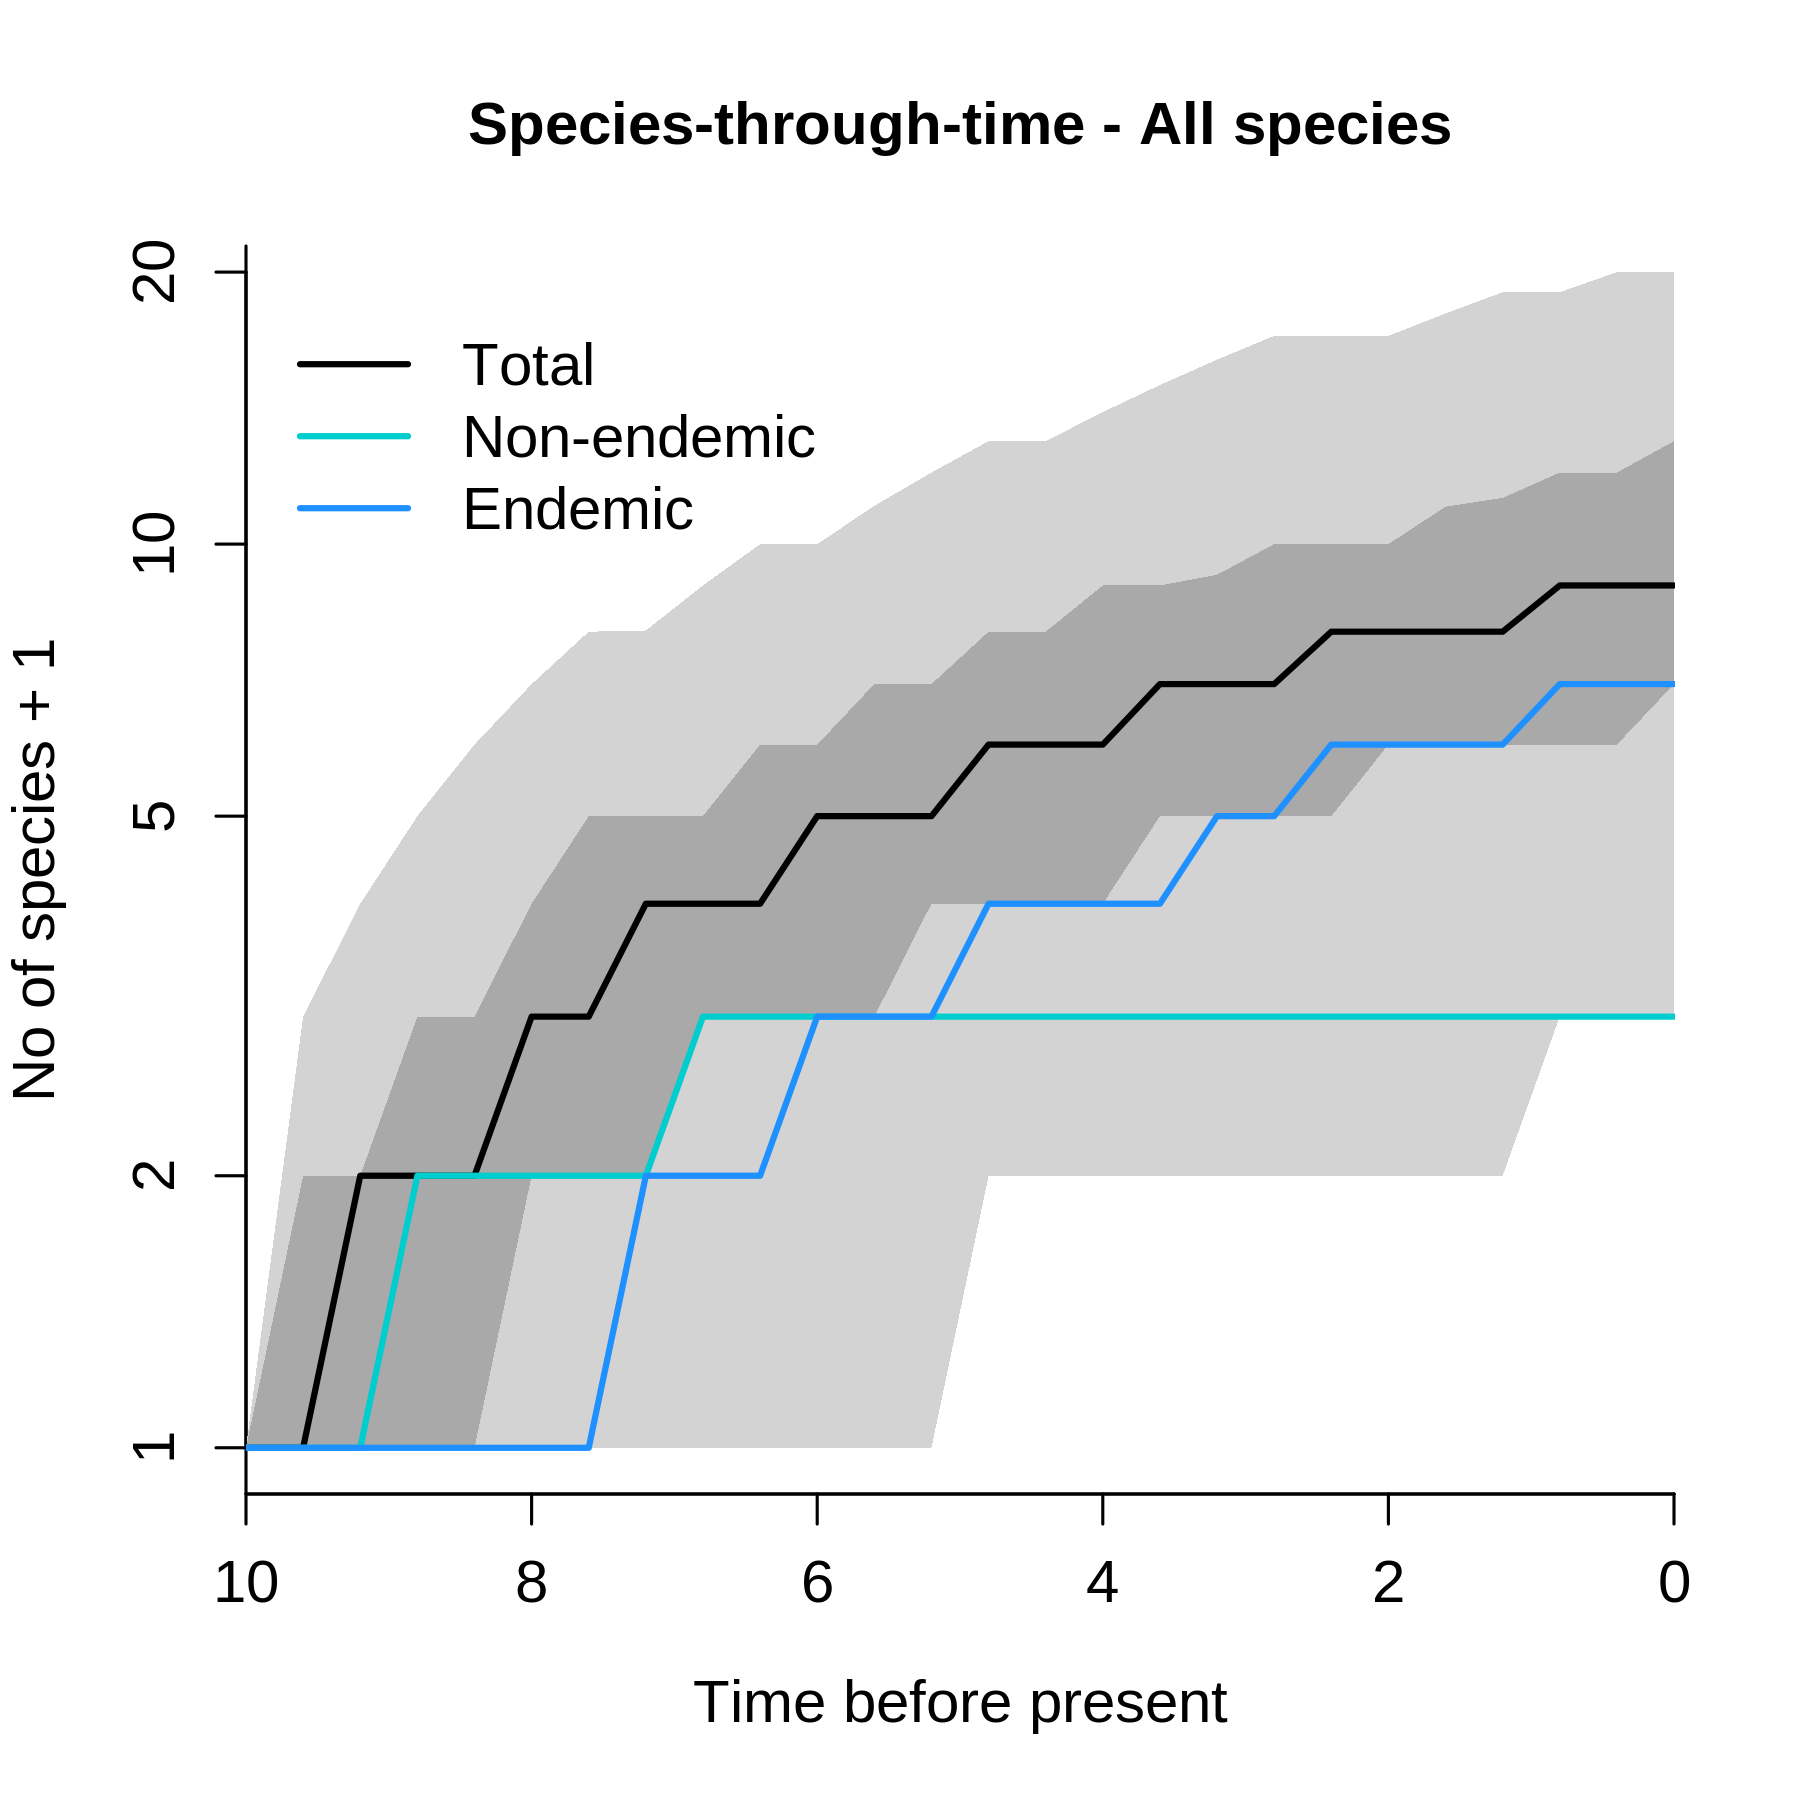 Species-through-time - All species
Total
Non-endemic
Endemic
No of species + 1
20
10
5
2
1
10 8 6 4 2 0
Time before present